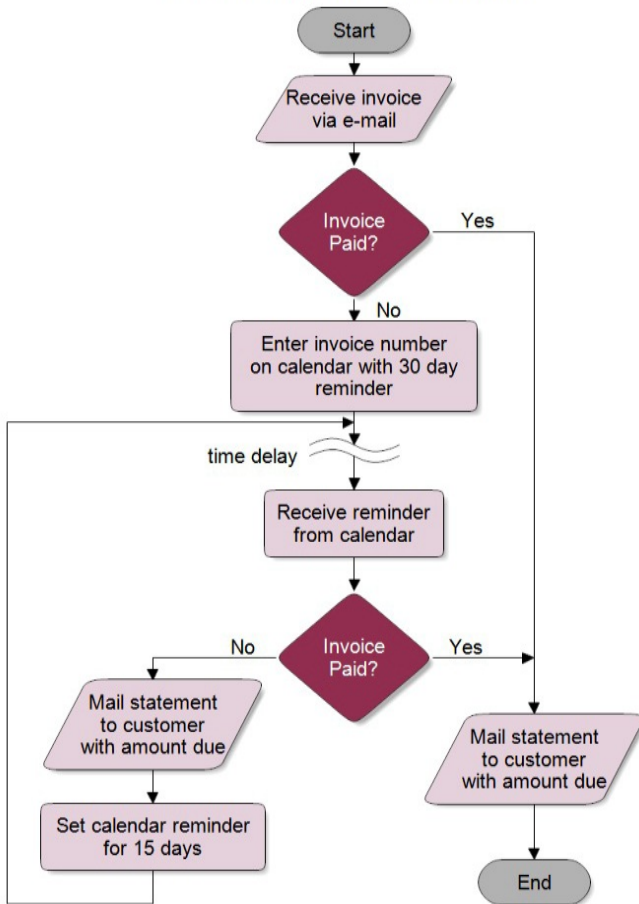 Start
Receive invoice
via e-mail
Invoice
Paid?
Yes
No
Enter invoice number
on calendar with 30 day
reminder
time delay
Receive reminder
from calendar
Invoice
Paid?
No
Yes
Mail statement
to customer
with amount due
Set calendar reminder
for 15 days
Mail statement
to customer
with amount due
End